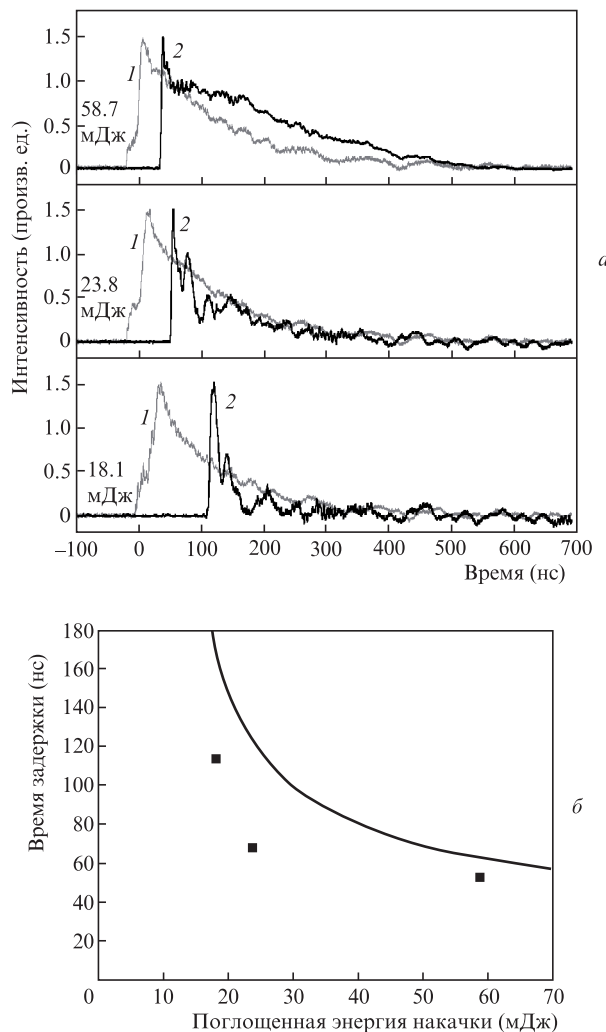 Интенсивность (произв. ед.)
1.5
1.0
0.5
0
1
2
58.7
мДж
1.5
1.0
0.5
0
1
2
23.8
мДж
а
1.5
1.0
0.5
0
1
2
18.1
мДж
–100 0 100 200 300 400 500 600 700
Время (нс)
Время задержки (нс)
180
160
140
120
100
80
60
40
20
б
0 10 20 30 40 50 60 70
Поглощенная энергия накачки (мДж)